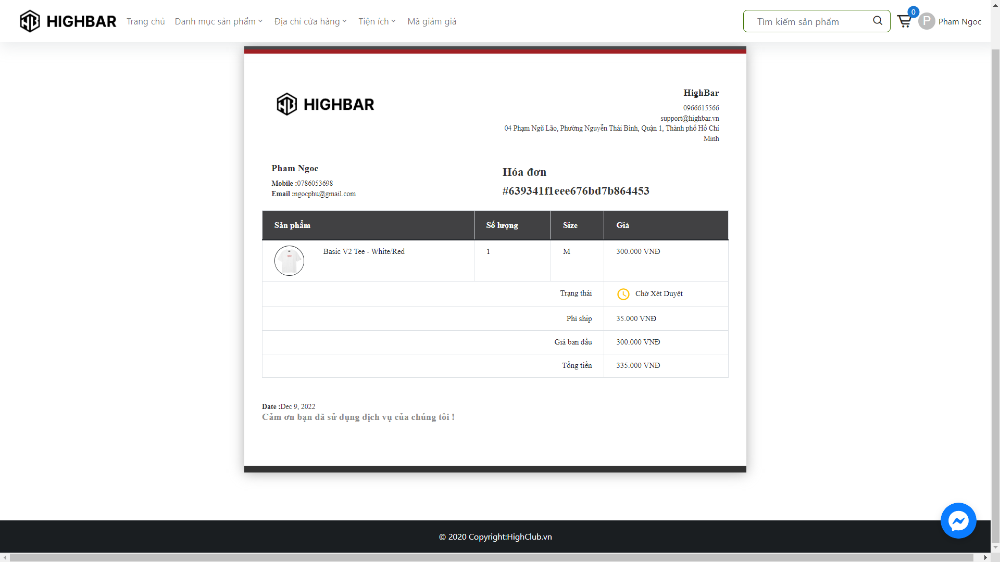 HIGHBAR
Trang chủ
Danh mục sản phẩm
Địa chỉ cửa hàng
Tiện ích
Mã giảm giá
Tìm kiếm sản phẩm
0
P
Pham Ngoc
HIGHBAR
HighBar
0966615566
support@highbar.vn
04 Phạm Ngũ Lão, Phường Nguyễn Thái Bình, Quận 1, Thành phố Hồ Chí
Minh
Pham Ngoc
Mobile :0786053698
Email :ngocphu@gmail.com
Hóa đơn
#639341f1eee676bd7b864453
Sản phẩm Số lượng Size Giá
Basic V2 Tee - White/Red 1 M 300.000 VNĐ
Trạng thái Chờ Xét Duyệt
Phí ship 35.000 VNĐ
Giá ban đầu 300.000 VNĐ
Tổng tiền 335.000 VNĐ
Date :Dec 9, 2022
Cảm ơn bạn đã sử dụng dịch vụ của chúng tôi !
© 2020 Copyright:HighClub.vn